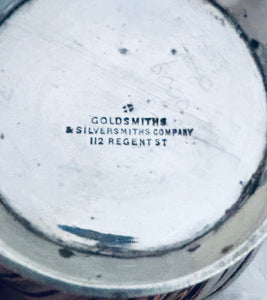 GOLDSMITHS
& SILVERSMITHS COMPANY
112 REGENT ST